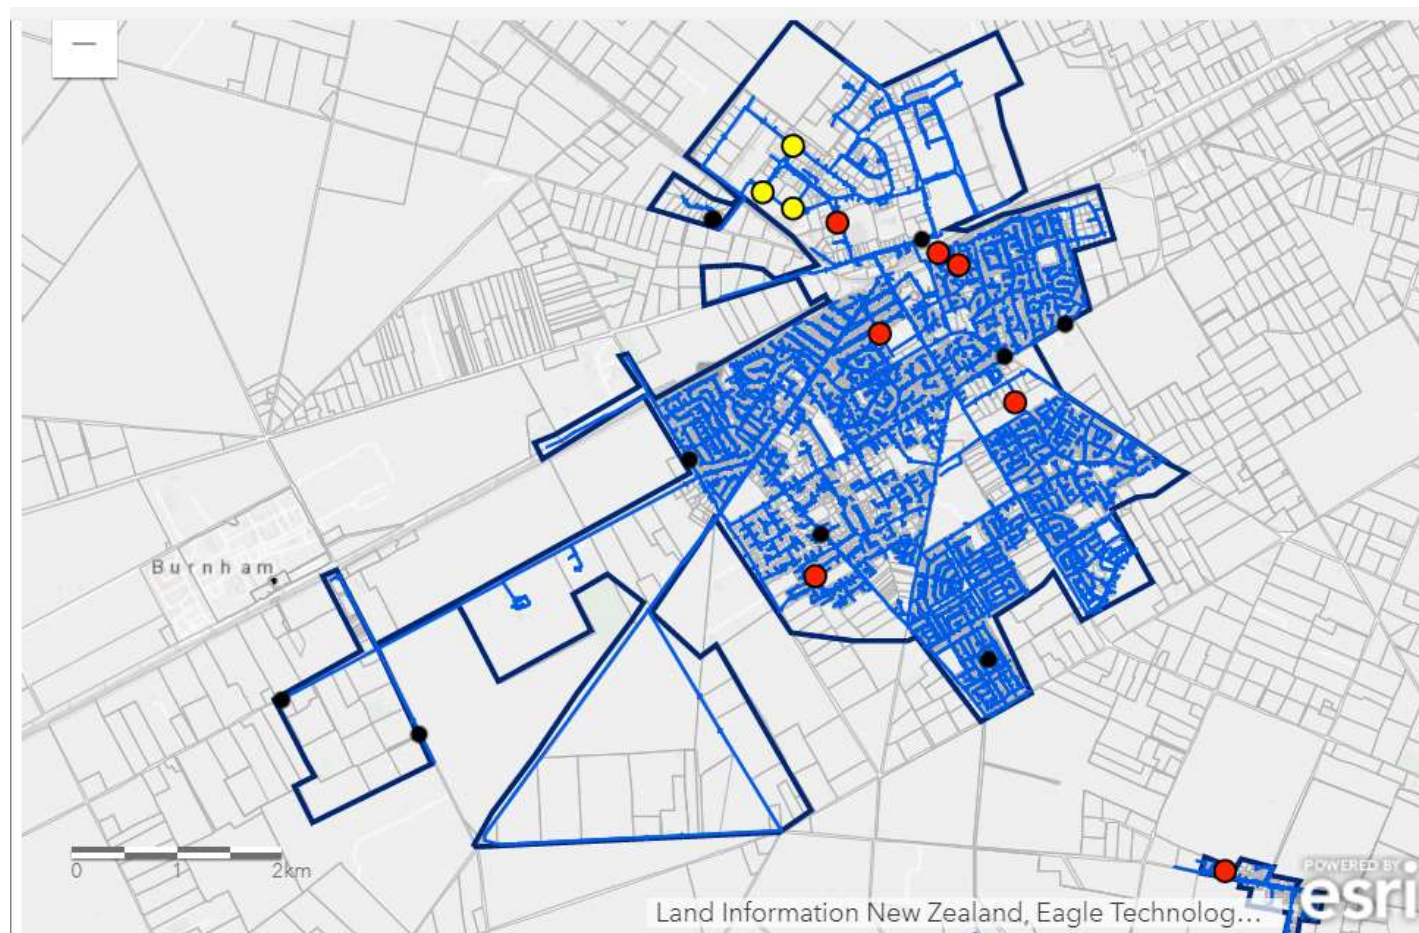 Burnham
0 1 2km
POWERED BY
esri
Land Information New Zealand, Eagle Technolog...